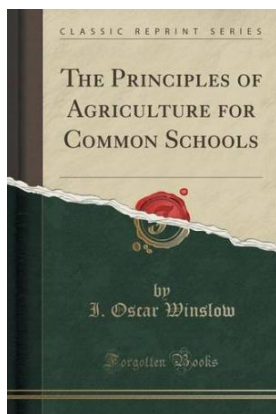 CLASSIC REPRINT SERIES
THE PRINCIPLES OF
AGRICULTURE FOR
COMMON SCHOOLS
by
I. Oscar Winslow
Forgotten Books